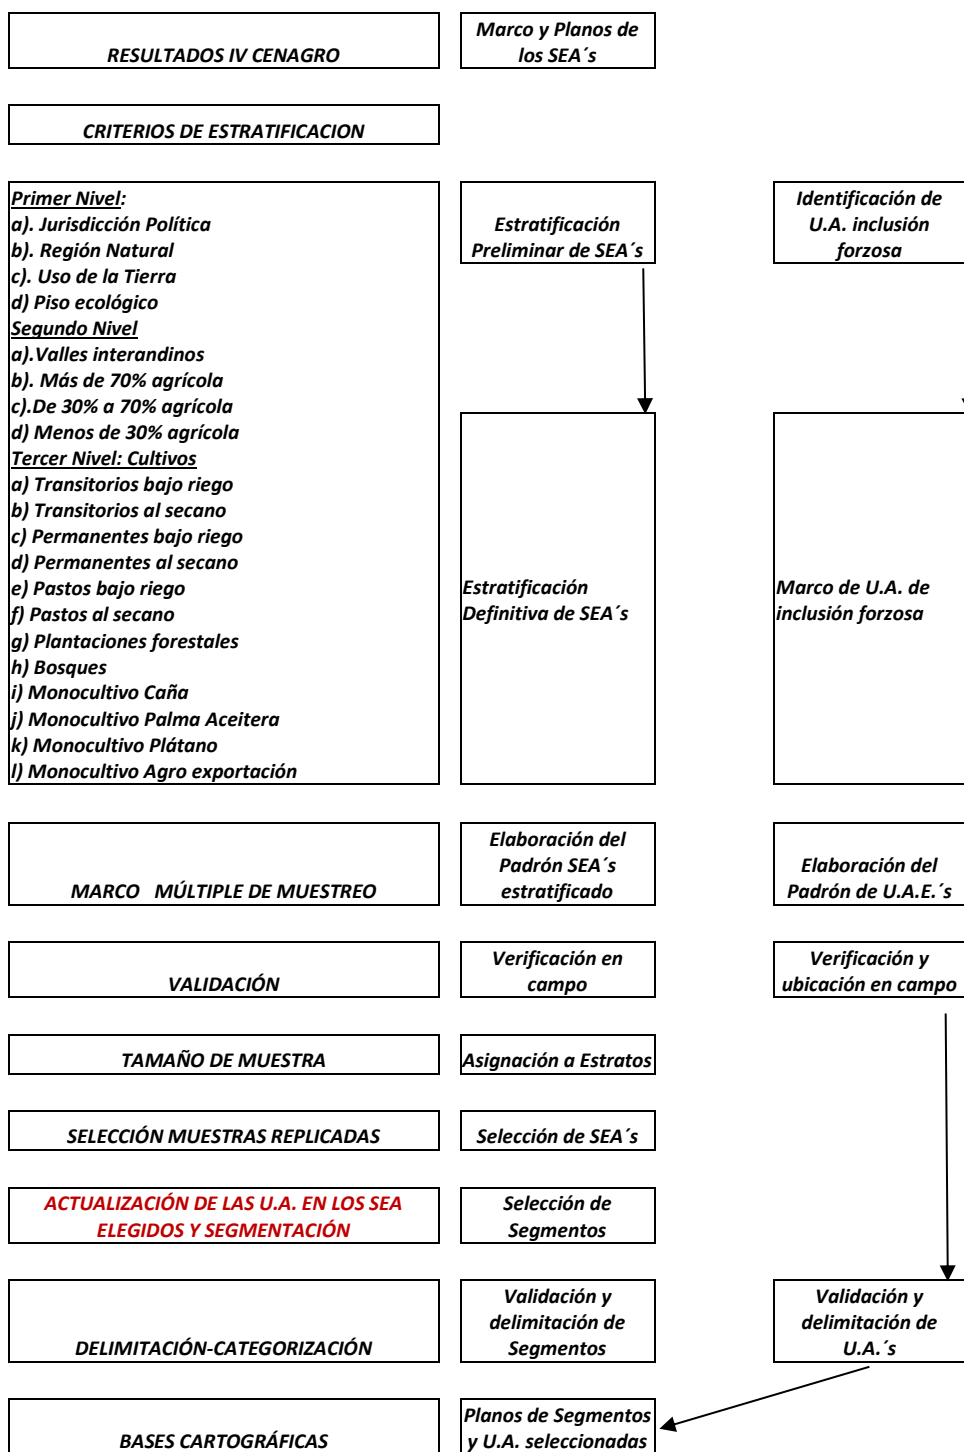 RESULTADOS IV CENAGRO
Marco y Planos de
los SEA´s
CRITERIOS DE ESTRATIFICACION
Primer Nivel:
a). Jurisdicción Política
b). Región Natural
c). Uso de la Tierra
d) Piso ecológico
Segundo Nivel
a).Valles interandinos
b). Más de 70% agrícola
c).De 30% a 70% agrícola
d) Menos de 30% agrícola
Tercer Nivel: Cultivos
a) Transitorios bajo riego
b) Transitorios al secano
c) Permanentes bajo riego
d) Permanentes al secano
e) Pastos bajo riego
f) Pastos al secano
g) Plantaciones forestales
h) Bosques
i) Monocultivo Caña
j) Monocultivo Palma Aceitera
k) Monocultivo Plátano
l) Monocultivo Agro exportación
Estratificación
Preliminar de SEA´s
Identificación de
U.A. inclusión
forzosa
Estratificación
Definitiva de SEA´s
Marco de U.A. de
inclusión forzosa
MARCO MÚLTIPLE DE MUESTREO
Elaboración del
Padrón SEA´s
estratificado
Elaboración del
Padrón de U.A.E.´s
VALIDACIÓN
Verificación en
campo
Verificación y
ubicación en campo
TAMAÑO DE MUESTRA
Asignación a Estratos
SELECCIÓN MUESTRAS REPLICADAS
Selección de SEA´s
ACTUALIZACIÓN DE LAS U.A. EN LOS SEA
ELEGIDOS Y SEGMENTACIÓN
Selección de
Segmentos
DELIMITACIÓN-CATEGORIZACIÓN
Validación y
delimitación de
Segmentos
Validación y
delimitación de
U.A.´s
BASES CARTOGRÁFICAS
Planos de Segmentos
y U.A. seleccionadas